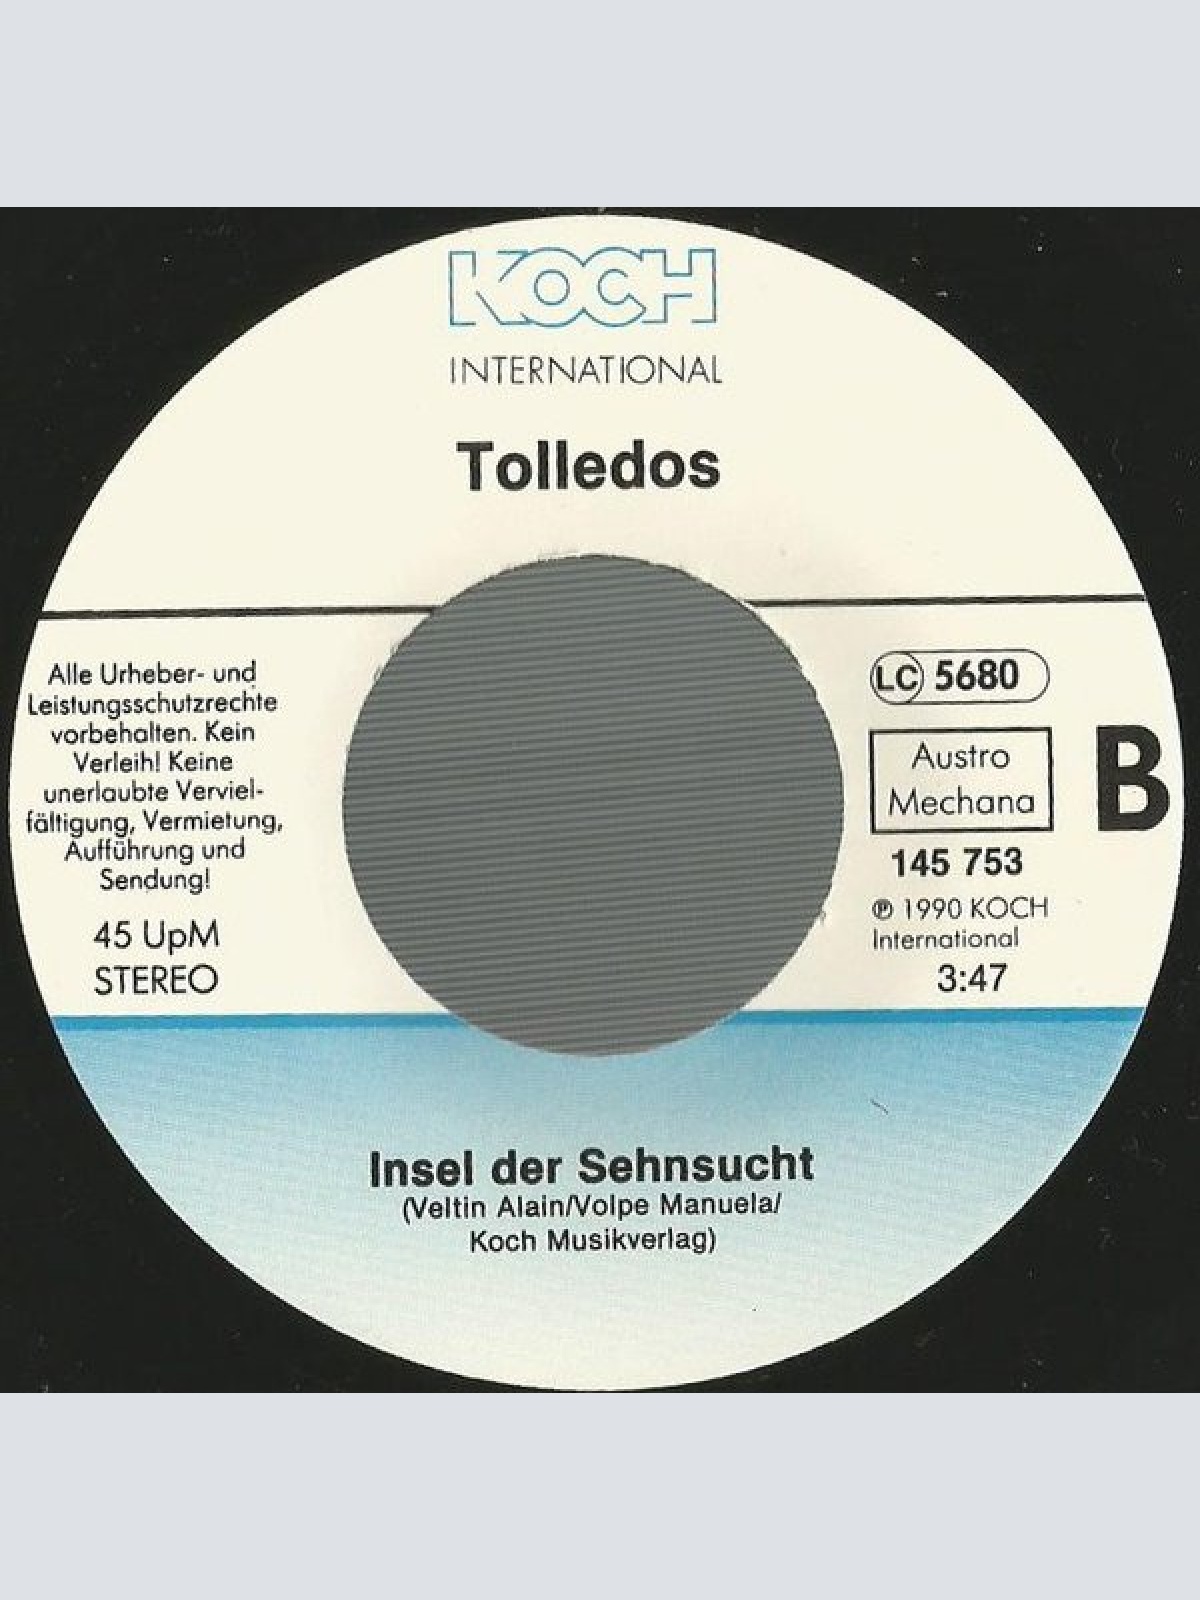 KOCH
INTERNATIONAL
Tolledos
Alle Urheber- und
Leistungsschutzrechte
vorbehalten. Kein
Verleih! Keine
unerlaubte Verviel-
fältigung, Vermietung,
Aufführung und
Sendung!
45 UpM
STEREO
LC 5680
Austro
Mechana
B
145 753
℗ 1990 KOCH
International
3:47
Insel der Sehnsucht
(Veltin Alain/Volpe Manuela/
Koch Musikverlag)